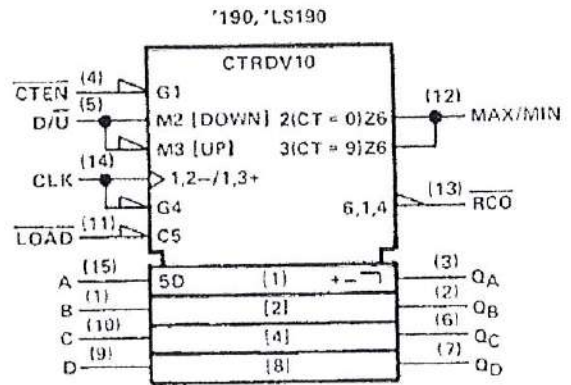 '190, 'LS190
CTRDV10
CTEN (4) G1
D/U (5) M2 [DOWN] 2(CT = 0)Z6 (12) MAX/MIN
M3 [UP] 3(CT = 9)Z6
CLK (14) 1,2–/1,3+
G4 6,1,4 (13) RCO
LOAD (11) C5
A (15) 5D [1] + – (3) QA
B (1) [2] (2) QB
C (10) [4] (6) QC
D (9) [8] (7) QD